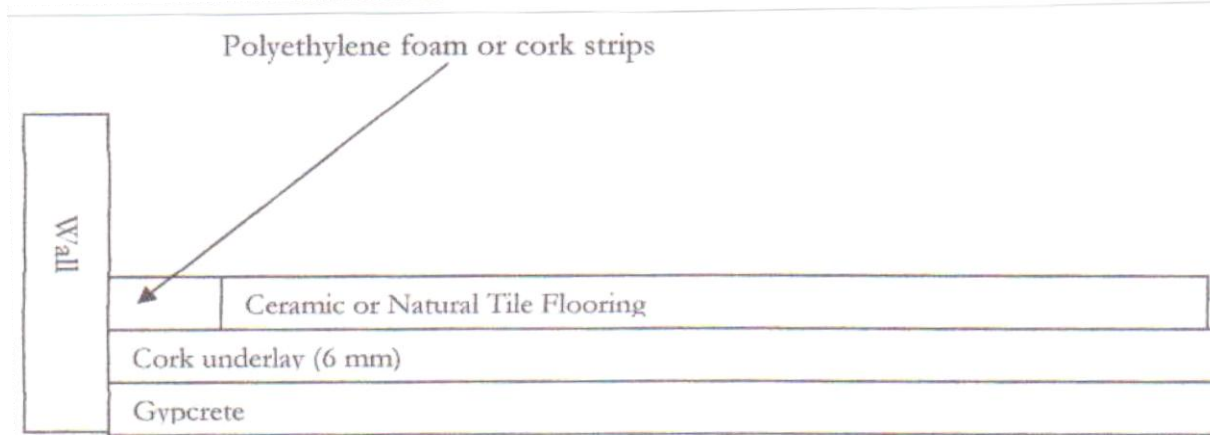 Polyethylene foam or cork strips
Wall
Ceramic or Natural Tile Flooring
Cork underlay (6 mm)
Gypcrete